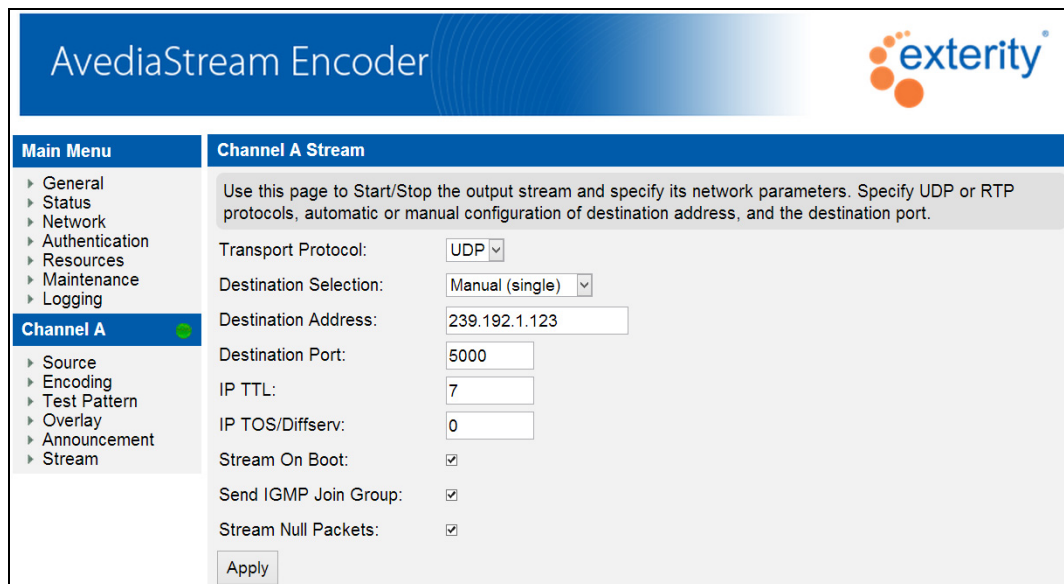 AvediaStream Encoder
exterity®
Main Menu
General
Status
Network
Authentication
Resources
Maintenance
Logging
Channel A
Source
Encoding
Test Pattern
Overlay
Announcement
Stream
Channel A Stream
Use this page to Start/Stop the output stream and specify its network parameters. Specify UDP or RTP
protocols, automatic or manual configuration of destination address, and the destination port.
Transport Protocol: UDP
Destination Selection: Manual (single)
Destination Address: 239.192.1.123
Destination Port: 5000
IP TTL: 7
IP TOS/Diffserv: 0
Stream On Boot:
Send IGMP Join Group:
Stream Null Packets:
Apply